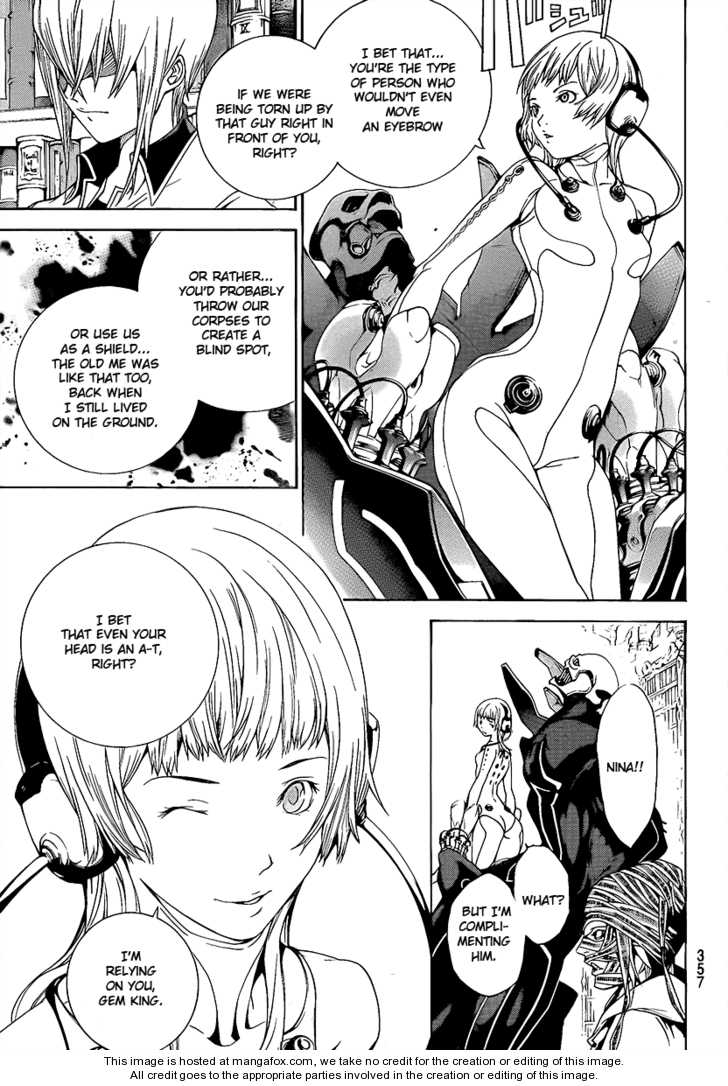 I BET THAT...
YOU'RE THE TYPE
OF PERSON WHO
WOULDN'T EVEN
MOVE
AN EYEBROW
IF WE WERE
BEING TORN UP BY
THAT GUY RIGHT IN
FRONT OF YOU,
RIGHT?
OR RATHER...
YOU'D PROBABLY
THROW OUR
CORPSES TO
CREATE A
BLIND SPOT,
OR USE US
AS A SHIELD...
THE OLD ME WAS
LIKE THAT TOO,
BACK WHEN
I STILL LIVED
ON THE GROUND.
NINA!!
WHAT?
BUT I'M
COMPLI-
MENTING
HIM.
I BET
THAT EVEN YOUR
HEAD IS AN A-T,
RIGHT?
I'M
RELYING
ON YOU,
GEM KING.
357
This image is hosted at mangafox.com, we take no credit for the creation or editing of this image.
All credit goes to the appropriate parties involved in the creation or editing of this image.